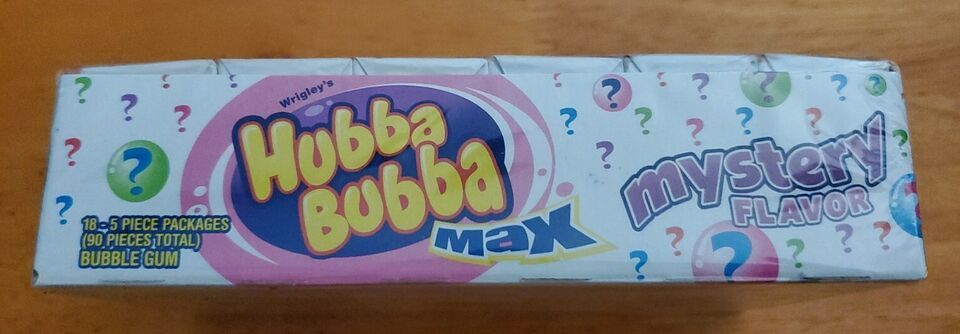 Wrigley's
Hubba
Bubba
MAX
mystery
FLAVOR
18 - 5 PIECE PACKAGES
(90 PIECES TOTAL)
BUBBLE GUM